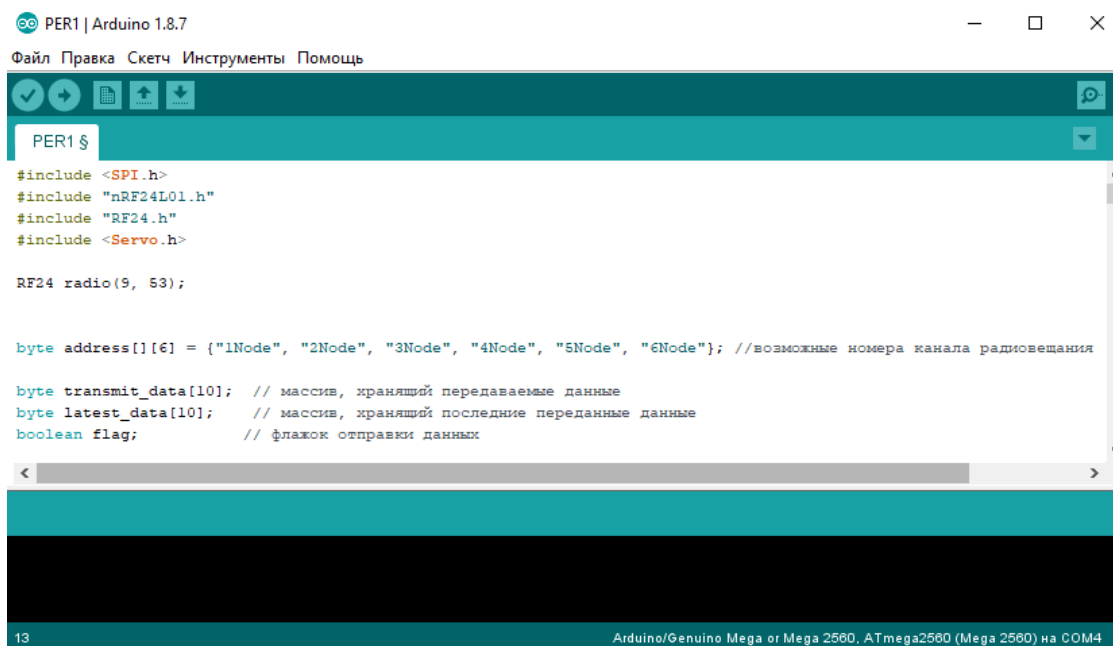 PER1 | Arduino 1.8.7
Файл Правка Скетч Инструменты Помощь
PER1 §
#include <SPI.h>
#include "nRF24L01.h"
#include "RF24.h"
#include <Servo.h>
RF24 radio(9, 53);
byte address[][6] = {"1Node", "2Node", "3Node", "4Node", "5Node", "6Node"}; //возможные номера канала радиовещания
byte transmit_data[10];  // массив, хранящий передаваемые данные
byte latest_data[10];    // массив, хранящий последние переданные данные
boolean flag;            // флажок отправки данных
13 Arduino/Genuino Mega or Mega 2560, ATmega2560 (Mega 2560) на COM4